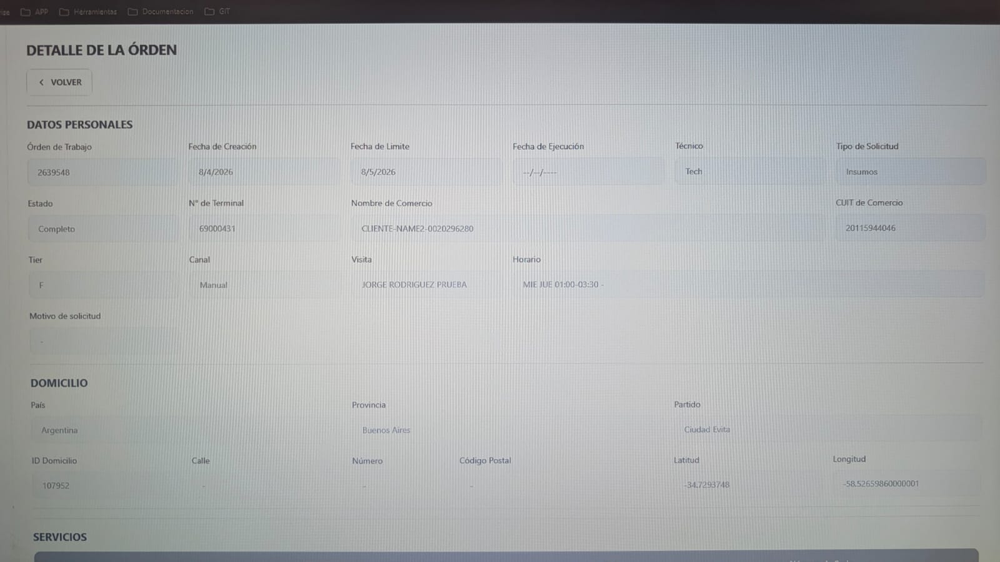 APP Herramientas Documentacion GIT
DETALLE DE LA ÓRDEN
VOLVER
DATOS PERSONALES
Órden de Trabajo Fecha de Creación Fecha de Limite Fecha de Ejecución Técnico Tipo de Solicitud
2639548 8/4/2026 8/5/2026 --/--/---- Tech Insumos
Estado N° de Terminal Nombre de Comercio CUIT de Comercio
Completo 69000431 CLIENTE-NAME2-0020296280 20115944046
Tier Canal Visita Horario
F Manual JORGE RODRIGUEZ PRUEBA MIE JUE 01:00-03:30 -
Motivo de solicitud
-
DOMICILIO
País Provincia Partido
Argentina Buenos Aires Ciudad Evita
ID Domicilio Calle Número Código Postal Latitud Longitud
107952 - - - -34.7293748 -58.52659860000001
SERVICIOS